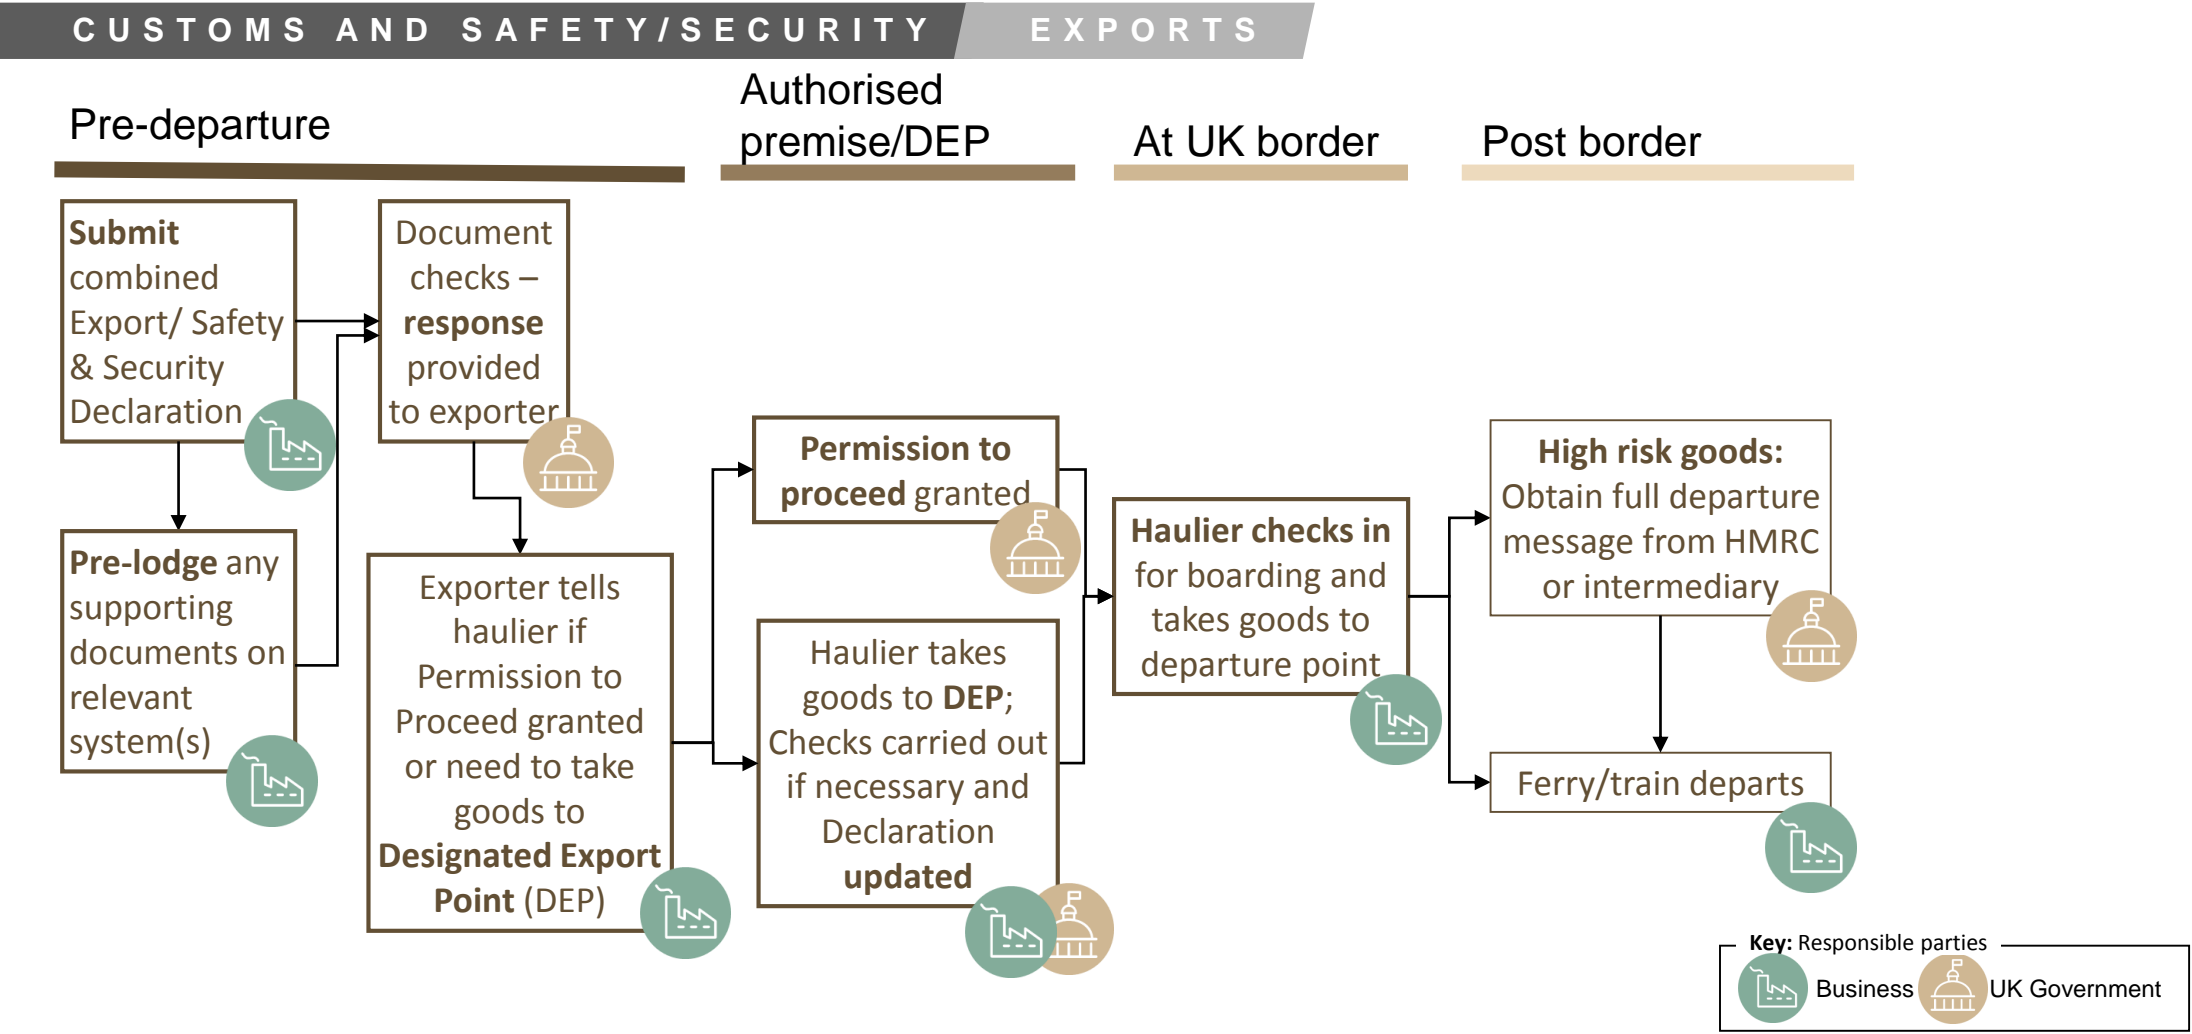 CUSTOMS AND SAFETY/SECURITY EXPORTS
Pre-departure
Authorised
premise/DEP
At UK border
Post border
Submit
combined
Export/ Safety
& Security
Declaration
Pre-lodge any
supporting
documents on
relevant
system(s)
Document
checks –
response
provided
to exporter
Exporter tells
haulier if
Permission to
Proceed granted
or need to take
goods to
Designated Export
Point (DEP)
Permission to
proceed granted
Haulier takes
goods to DEP;
Checks carried out
if necessary and
Declaration
updated
Haulier checks in
for boarding and
takes goods to
departure point
High risk goods:
Obtain full departure
message from HMRC
or intermediary
Ferry/train departs
Key: Responsible parties
Business UK Government